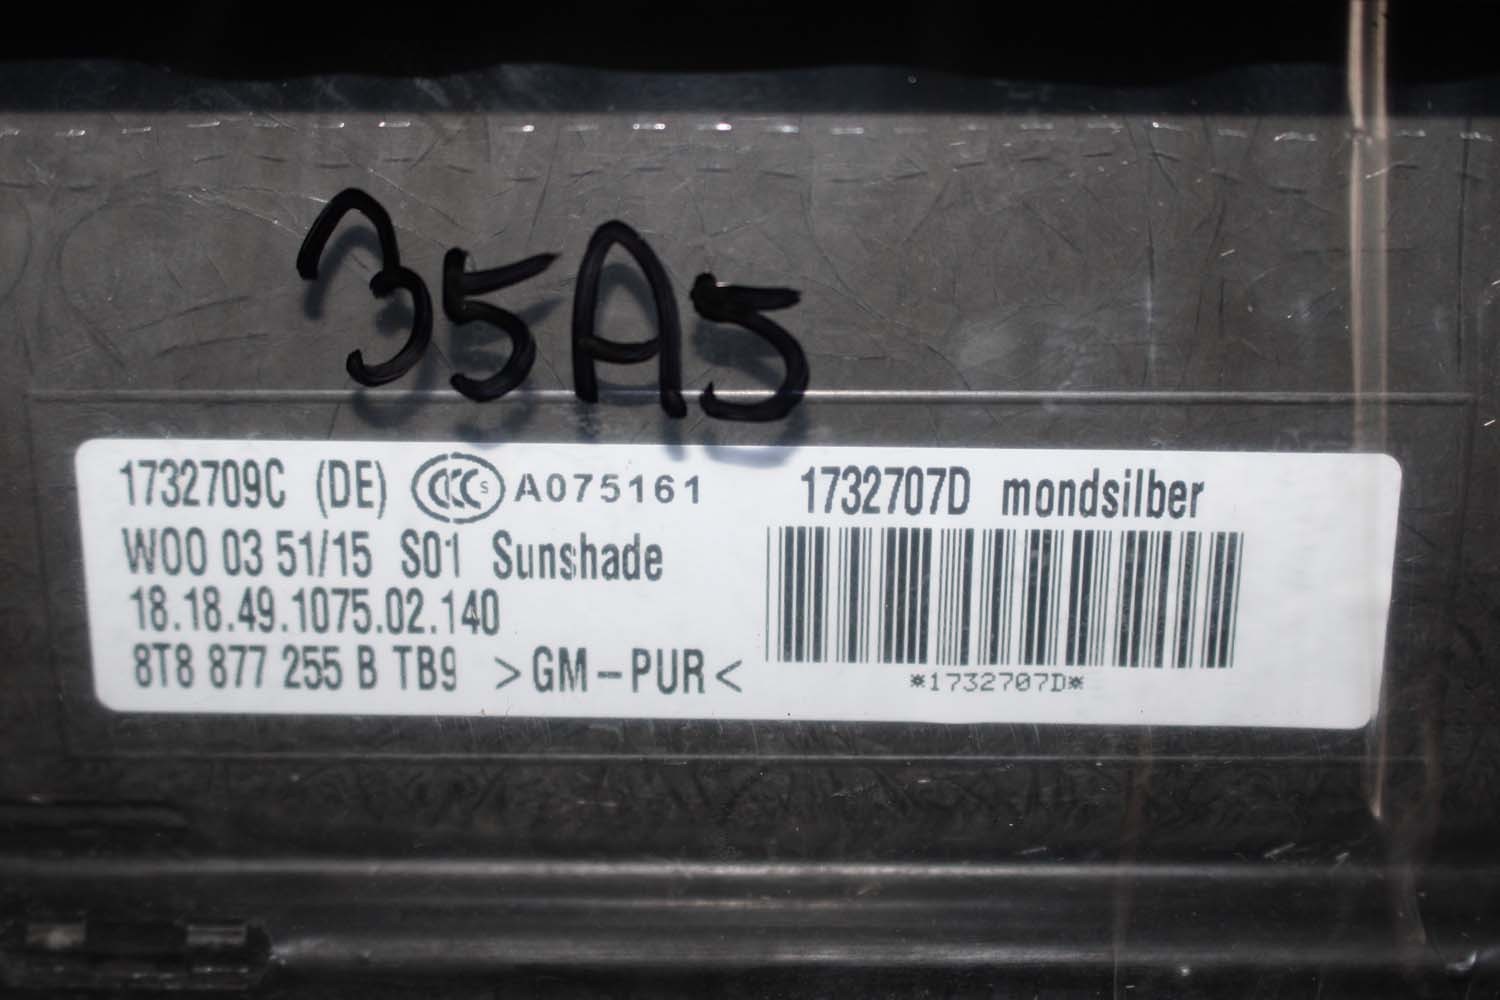 35A5
1732709C (DE) CCC S A075161 1732707D mondsilber
W00 03 51/15 S01 Sunshade
18.18.49.1075.02.140
8T8 877 255 B TB9 >GM-PUR<
*1732707D*